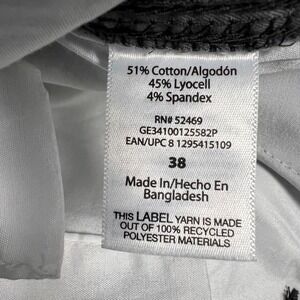 51% Cotton/Algodón
45% Lyocell
4% Spandex
RN# 52469
GE34100125582P
EAN/UPC 8 1295415109
38
Made In/Hecho En
Bangladesh
THIS LABEL YARN IS MADE
OUT OF 100% RECYCLED
POLYESTER MATERIALS